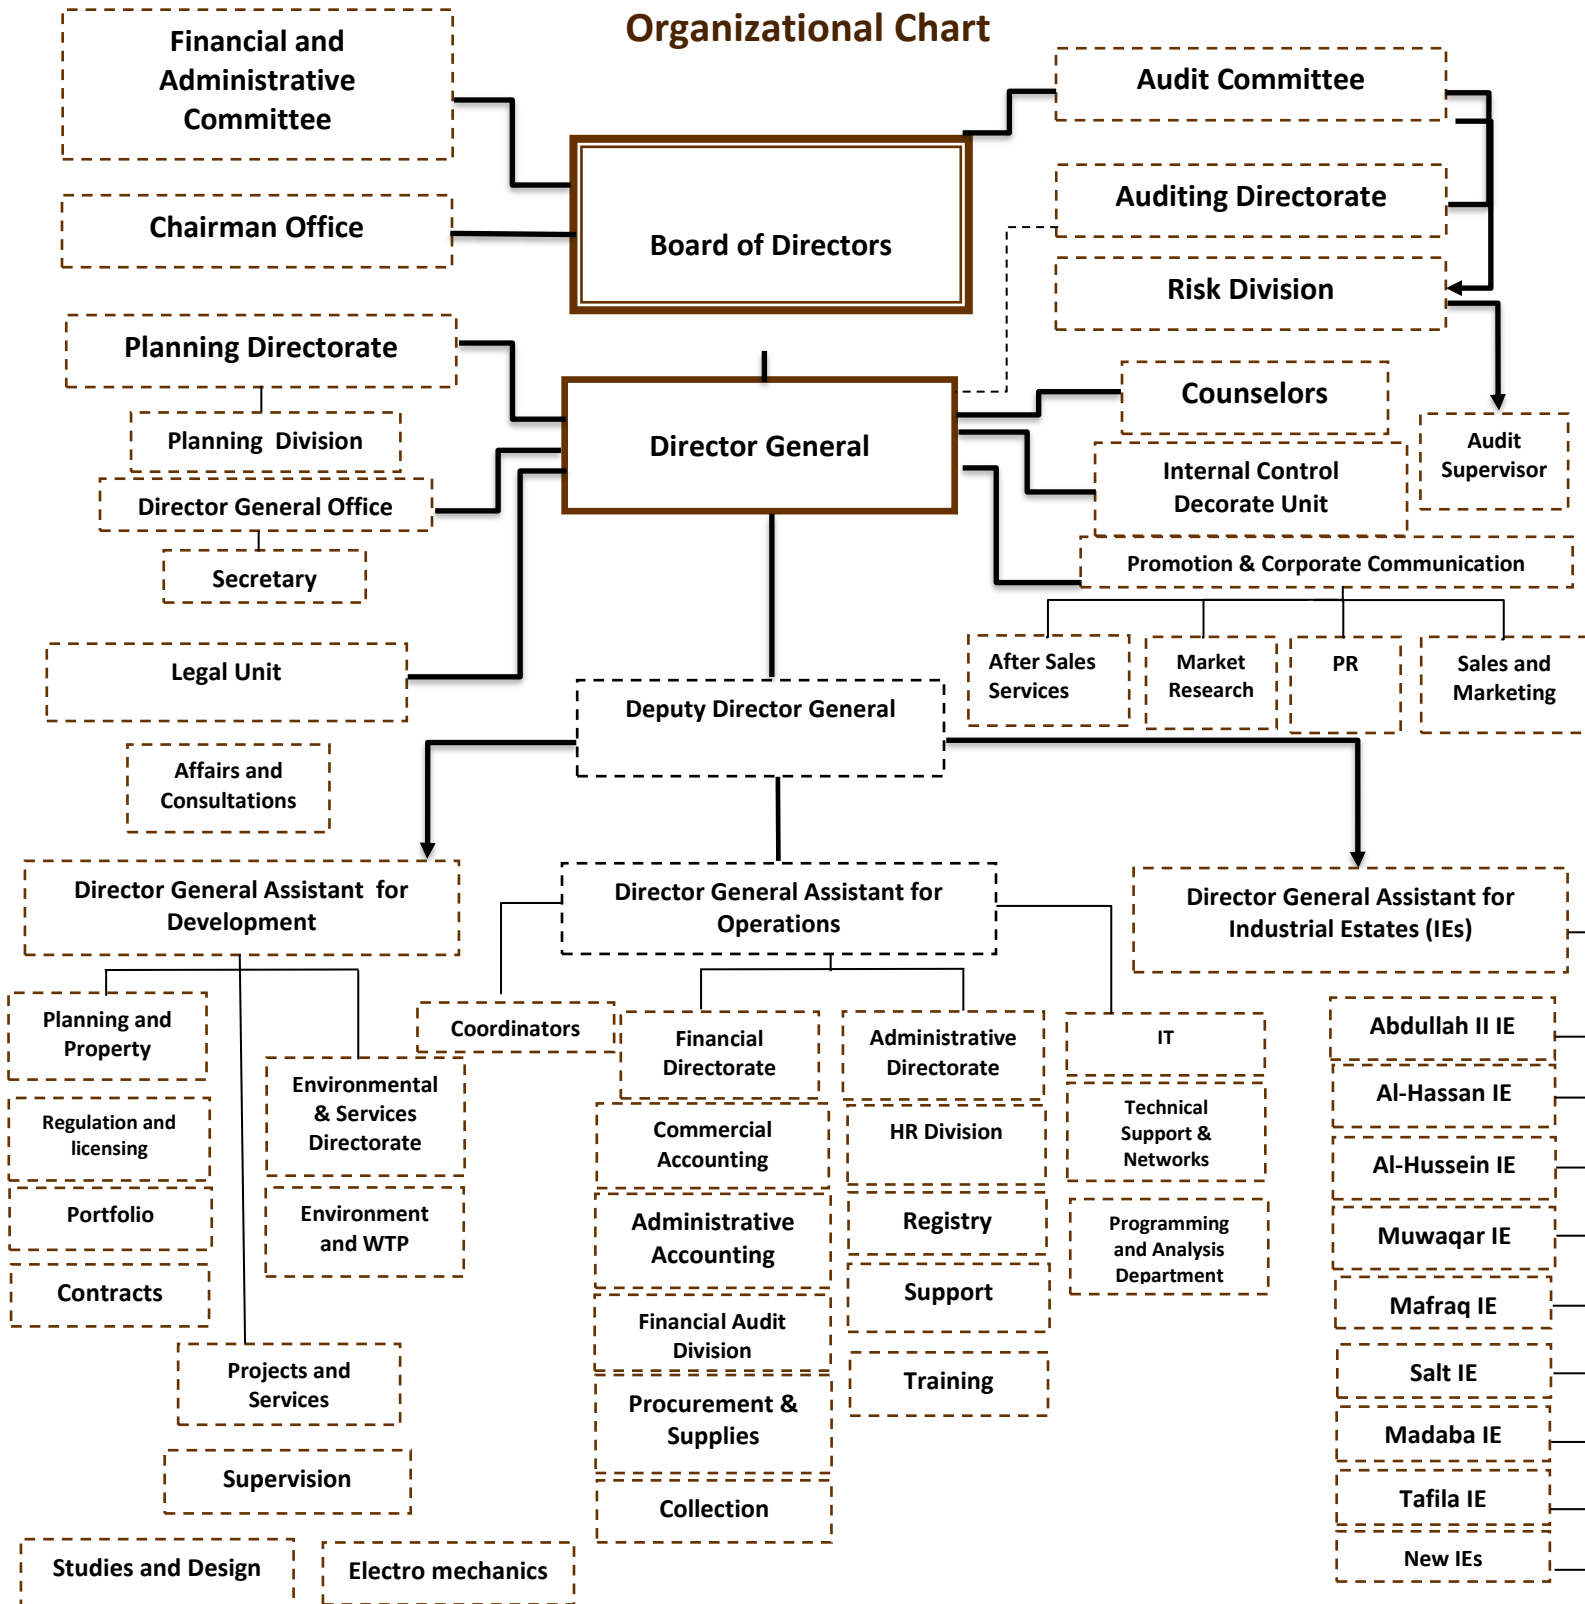 Organizational Chart
Financial and
Administrative
Committee
Audit Committee
Chairman Office
Board of Directors
Auditing Directorate
Risk Division
Planning Directorate
Planning Division
Director General Office
Secretary
Director General
Counselors
Internal Control
Decorate Unit
Audit
Supervisor
Promotion & Corporate Communication
After Sales
Services
Market
Research
PR
Sales and
Marketing
Legal Unit
Affairs and
Consultations
Deputy Director General
Director General Assistant for
Development
Director General Assistant for
Operations
Director General Assistant for
Industrial Estates (IEs)
Planning and
Property
Regulation and
licensing
Portfolio
Contracts
Environmental
& Services
Directorate
Environment
and WTP
Projects and
Services
Supervision
Studies and Design
Electro mechanics
Coordinators
Financial
Directorate
Commercial
Accounting
Administrative
Accounting
Financial Audit
Division
Procurement &
Supplies
Collection
Administrative
Directorate
HR Division
Registry
Support
Training
IT
Technical
Support &
Networks
Programming
and Analysis
Department
Abdullah II IE
Al-Hassan IE
Al-Hussein IE
Muwaqar IE
Mafraq IE
Salt IE
Madaba IE
Tafila IE
New IEs